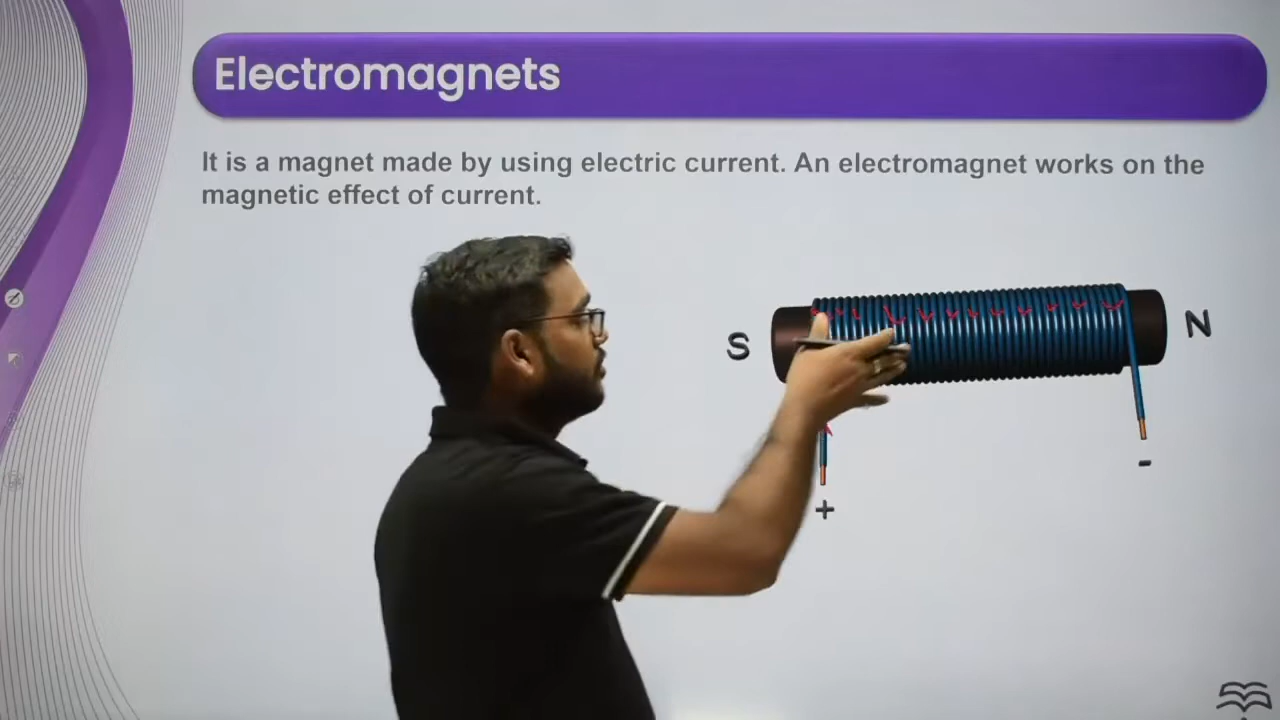 Electromagnets
It is a magnet made by using electric current. An electromagnet works on the
magnetic effect of current.
S
N
-
+